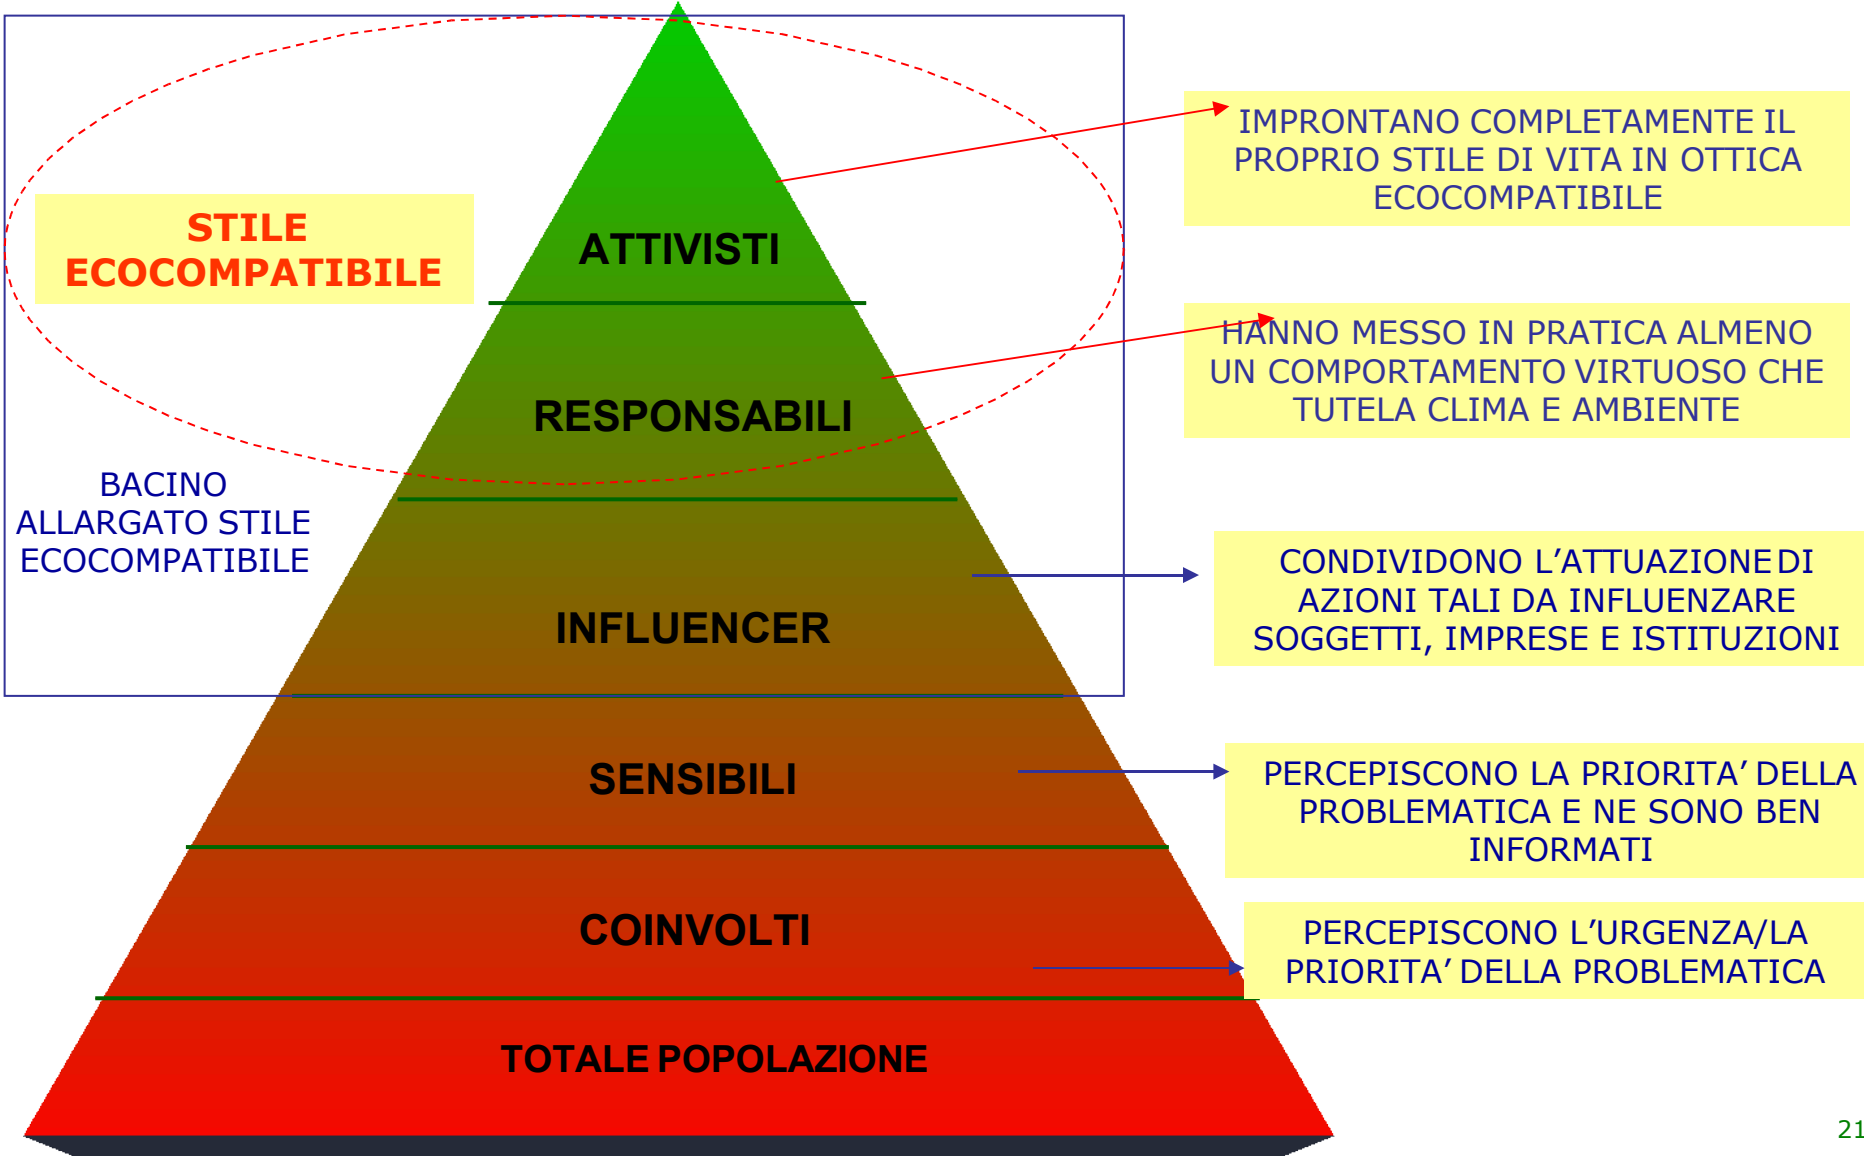 IMPRONTANO COMPLETAMENTE IL
PROPRIO STILE DI VITA IN OTTICA
ECOCOMPATIBILE
STILE
ECOCOMPATIBILE
ATTIVISTI
HANNO MESSO IN PRATICA ALMENO
UN COMPORTAMENTO VIRTUOSO CHE
TUTELA CLIMA E AMBIENTE
RESPONSABILI
BACINO
ALLARGATO STILE
ECOCOMPATIBILE
CONDIVIDONO L’ATTUAZIONE DI
AZIONI TALI DA INFLUENZARE
SOGGETTI, IMPRESE E ISTITUZIONI
INFLUENCER
PERCEPISCONO LA PRIORITA’ DELLA
PROBLEMATICA E NE SONO BEN
INFORMATI
SENSIBILI
PERCEPISCONO L’URGENZA/LA
PRIORITA’ DELLA PROBLEMATICA
COINVOLTI
TOTALE POPOLAZIONE
21